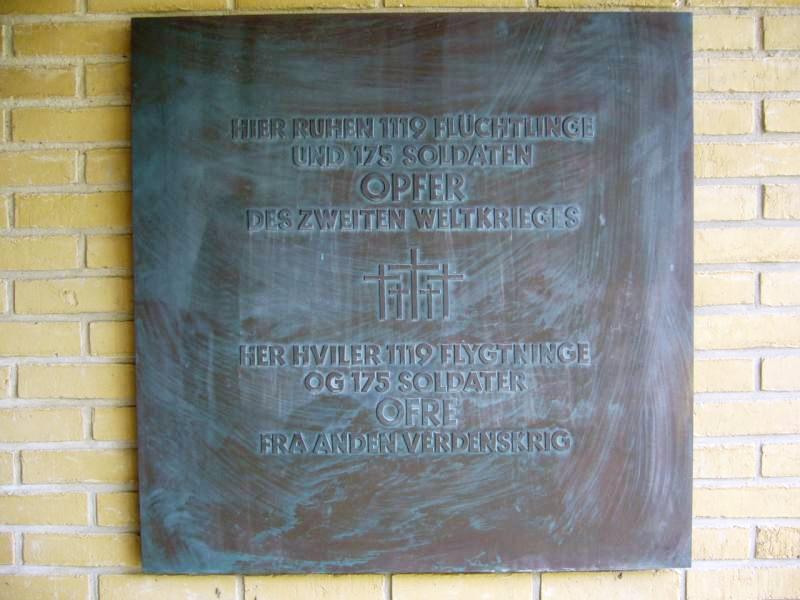 HIER RUHEN 1119 FLÜCHTLINGE
UND 175 SOLDATEN
OPFER
DES ZWEITEN WELTKRIEGES
HER HVILER 1119 FLYGTNINGE
OG 175 SOLDATER
OFRE
FRA ANDEN VERDENSKRIG